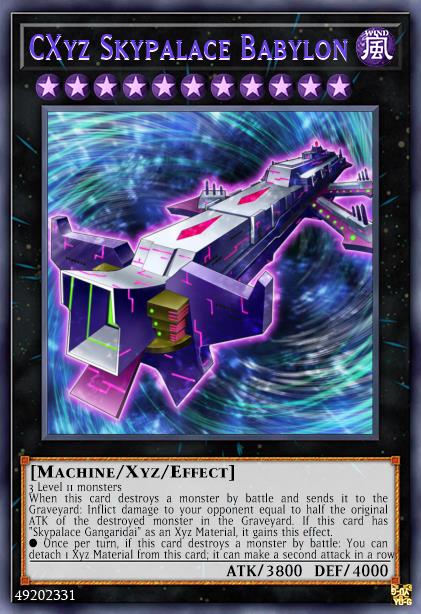 CXyz Skypalace Babylon
WIND
風
[Machine/Xyz/Effect]
3 Level 11 monsters
When this card destroys a monster by battle and sends it to the
Graveyard: Inflict damage to your opponent equal to half the original
ATK of the destroyed monster in the Graveyard. If this card has
"Skypalace Gangaridai" as an Xyz Material, it gains this effect.
● Once per turn, if this card destroys a monster by battle: You can
detach 1 Xyz Material from this card; it can make a second attack in a row
ATK/3800 DEF/4000
49202331